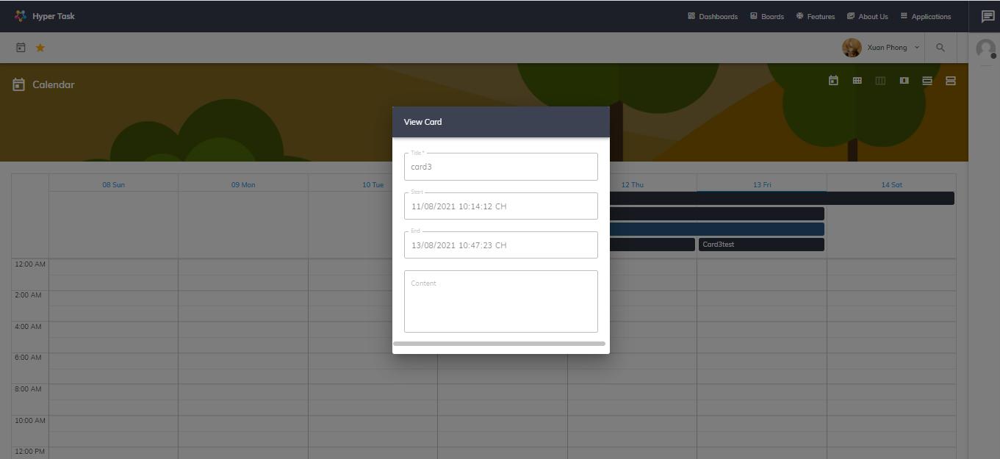 Hyper Task
Dashboards Boards Features About Us Applications
Xuan Phong
Calendar
View Card
Title *
card3
08 Sun 09 Mon 10 Tue 12 Thu 13 Fri 14 Sat
Start
11/08/2021 10:14:12 CH
End
13/08/2021 10:47:23 CH
Card3test
12:00 AM
Content
2:00 AM
4:00 AM
6:00 AM
8:00 AM
10:00 AM
12:00 PM